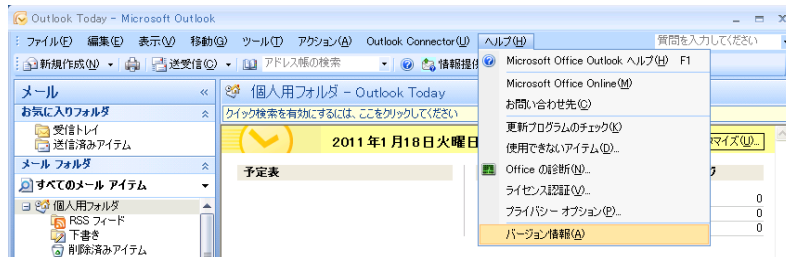 Outlook Today - Microsoft Outlook
ファイル(F) 編集(E) 表示(V) 移動(G) ツール(T) アクション(A) Outlook Connector(U) ヘルプ(H) 質問を入力してください
新規作成(N) 送受信(C) アドレス帳の検索 情報提供
メール «
お気に入りフォルダ
受信トレイ
送信済みアイテム
メール フォルダ
すべてのメール アイテム
個人用フォルダ
RSS フィード
下書き
削除済みアイテム
個人用フォルダ - Outlook Today
クイック検索を有効にするには、ここをクリックしてください
2011年1月18日火曜日
マイズ(U)...
予定表
0
0
0
Microsoft Office Outlook ヘルプ(H) F1
Microsoft Office Online(M)
お問い合わせ先(C)
更新プログラムのチェック(K)
使用できないアイテム(D)...
Office の診断(N)...
ライセンス認証(V)...
プライバシー オプション(P)...
バージョン情報(A)